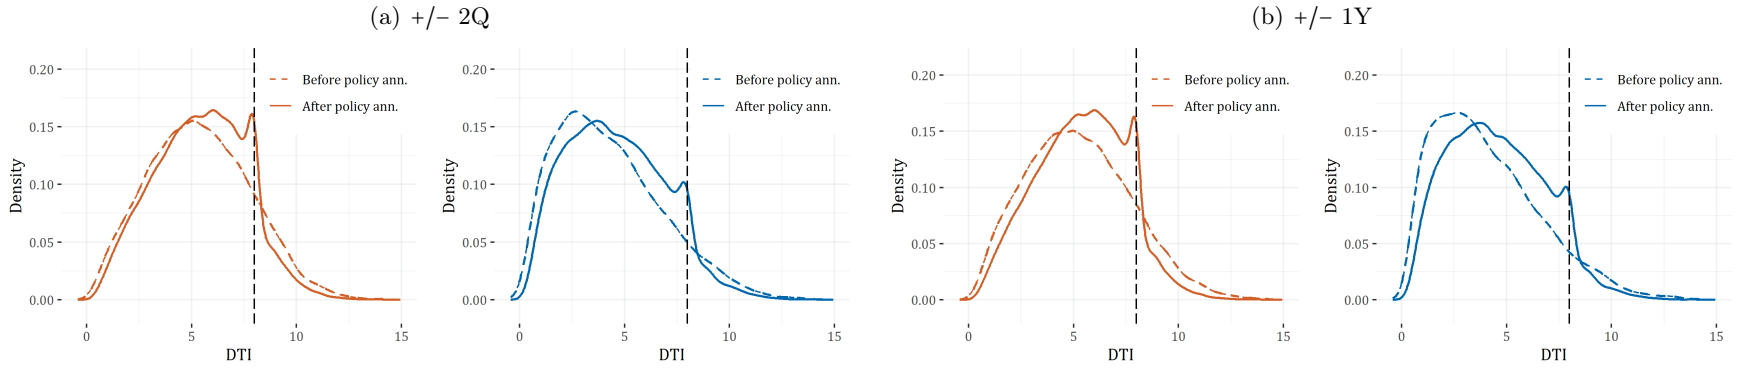 (a) +/− 2Q
(b) +/− 1Y
Density
0.20
0.15
0.10
0.05
0.00
0
5
10
15
DTI
Before policy ann.
After policy ann.
Density
0.20
0.15
0.10
0.05
0.00
0
5
10
15
DTI
Before policy ann.
After policy ann.
Density
0.20
0.15
0.10
0.05
0.00
0
5
10
15
DTI
Before policy ann.
After policy ann.
Density
0.20
0.15
0.10
0.05
0.00
0
5
10
15
DTI
Before policy ann.
After policy ann.